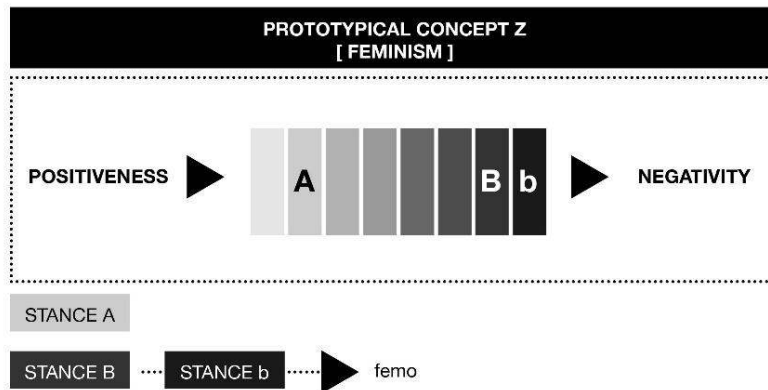 PROTOTYPICAL CONCEPT Z
[ FEMINISM ]
POSITIVENESS A B b NEGATIVITY
STANCE A
STANCE B STANCE b femo